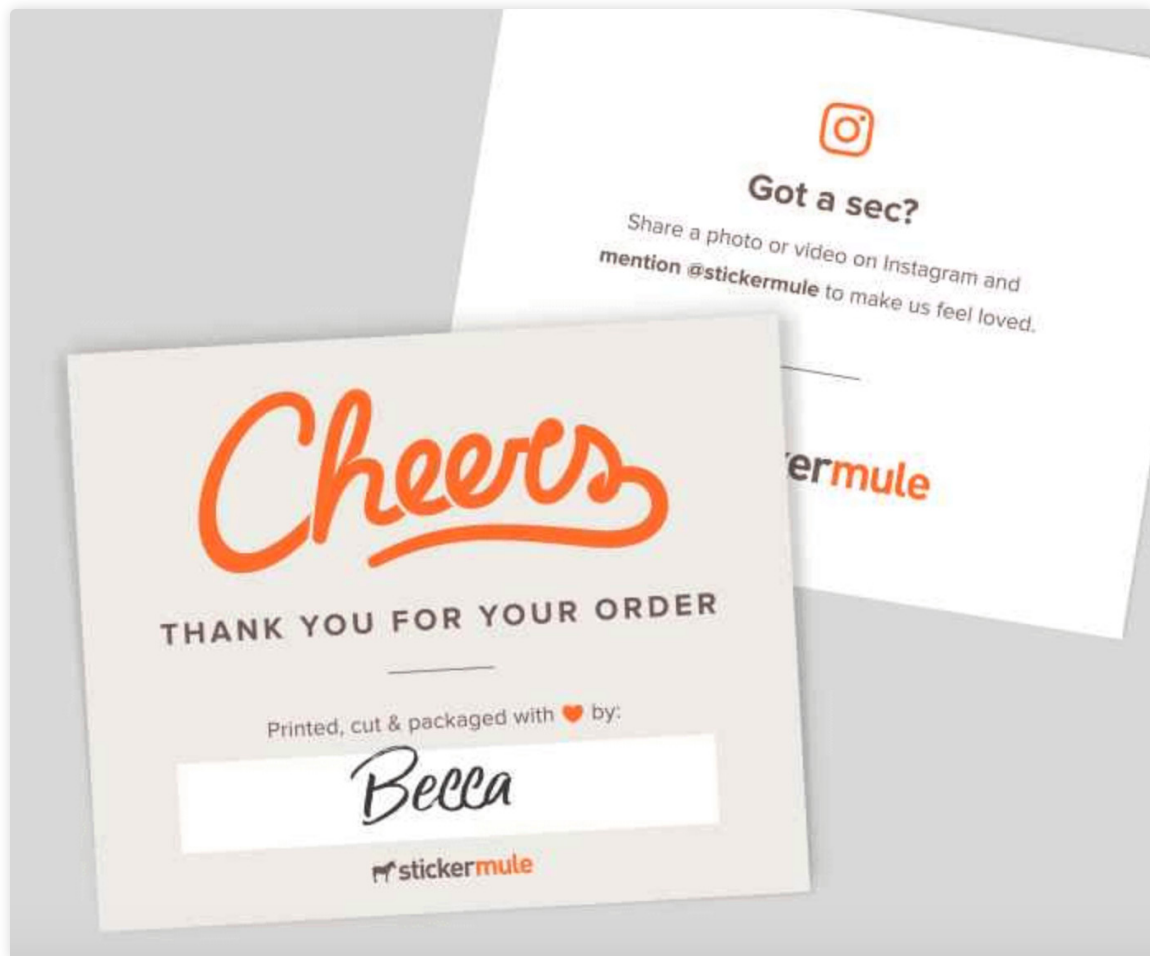 Got a sec?
Share a photo or video on Instagram and
mention @stickermule to make us feel loved.
ermule
Cheers
THANK YOU FOR YOUR ORDER
Printed, cut & packaged with by:
Becca
stickermule